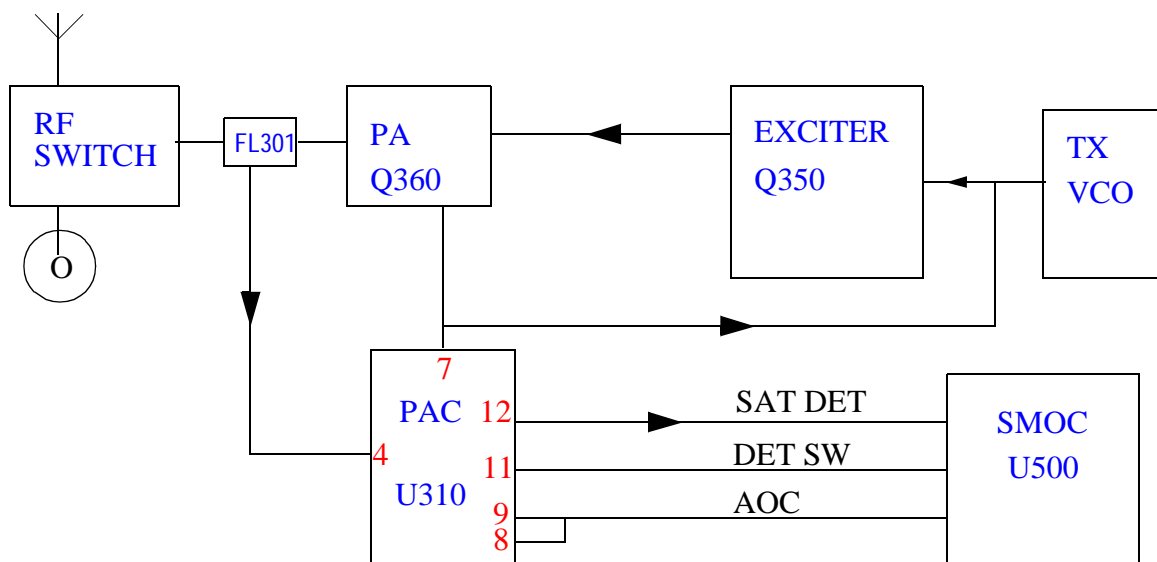 RF
SWITCH
FL301
PA
Q360
EXCITER
Q350
TX
VCO
O
7
PAC
12
SAT DET
SMOC
4
11
DET SW
U500
U310
9
AOC
8